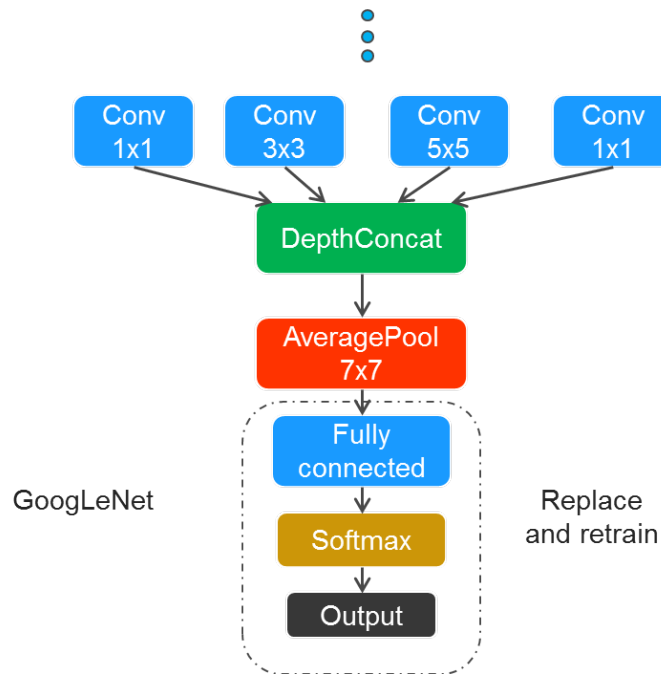 Conv
1x1
Conv
3x3
Conv
5x5
Conv
1x1
DepthConcat
AveragePool
7x7
Fully
connected
GoogLeNet
Replace
and retrain
Softmax
Output